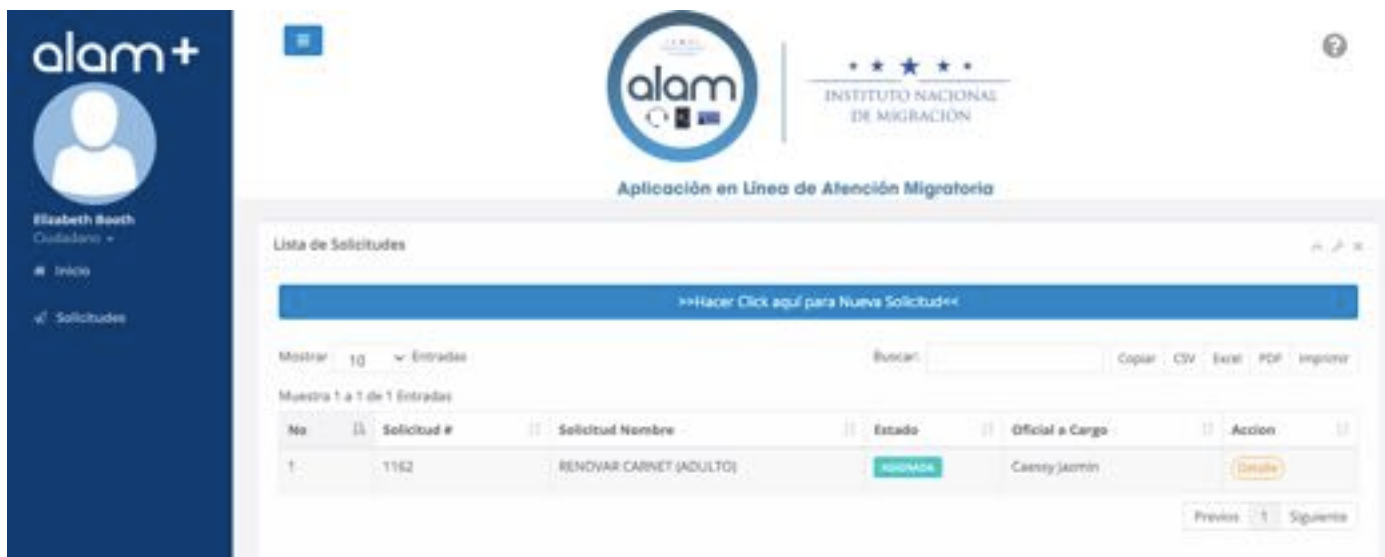 alam+
alam
INSTITUTO NACIONAL
DE MIGRACIÓN
Aplicación en Línea de Atención Migratoria
Elizabeth Booth
Ciudadano
Inicio
Solicitudes
Lista de Solicitudes
>>Hacer Click aquí para Nueva Solicitud<<
Mostrar 10 Entradas Buscar: Copiar CSV Excel PDF Imprimir
Muestra 1 a 1 de 1 Entradas
No Solicitud # Solicitud Nombre Estado Oficial a Cargo Accion
1 1162 RENOVAR CARNET (ADULTO) ASIGNADA Jazmin Detalle
Previos 1 Siguiente